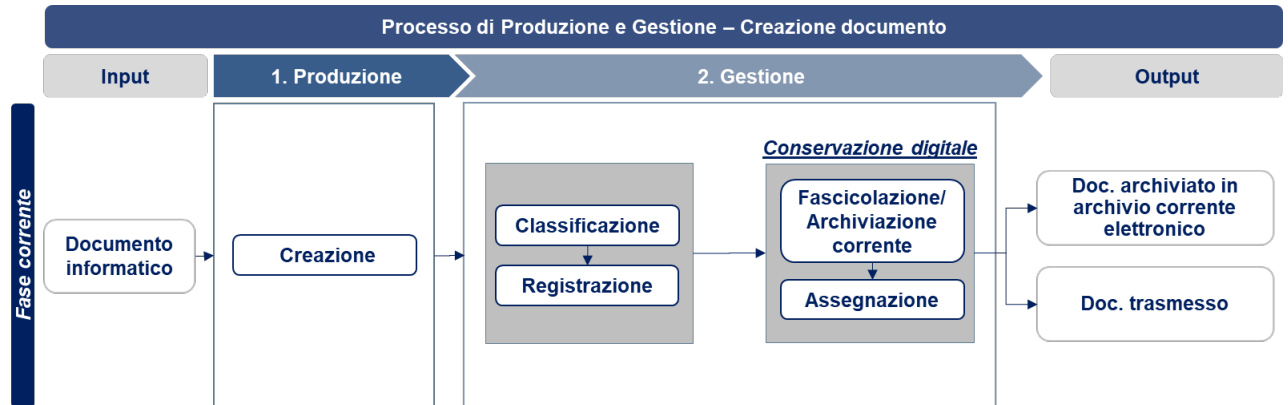 Processo di Produzione e Gestione – Creazione documento
Input
1. Produzione
2. Gestione
Output
Fase corrente
Documento
informatico
Creazione
Classificazione
Registrazione
Conservazione digitale
Fascicolazione/
Archiviazione
corrente
Assegnazione
Doc. archiviato in
archivio corrente
elettronico
Doc. trasmesso